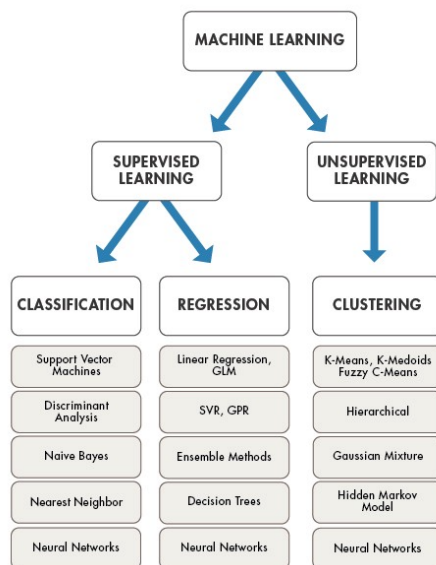 MACHINE LEARNING
SUPERVISED
LEARNING
UNSUPERVISED
LEARNING
CLASSIFICATION
Support Vector
Machines
Discriminant
Analysis
Naive Bayes
Nearest Neighbor
Neural Networks
REGRESSION
Linear Regression,
GLM
SVR, GPR
Ensemble Methods
Decision Trees
Neural Networks
CLUSTERING
K-Means, K-Medoids
Fuzzy C-Means
Hierarchical
Gaussian Mixture
Hidden Markov
Model
Neural Networks